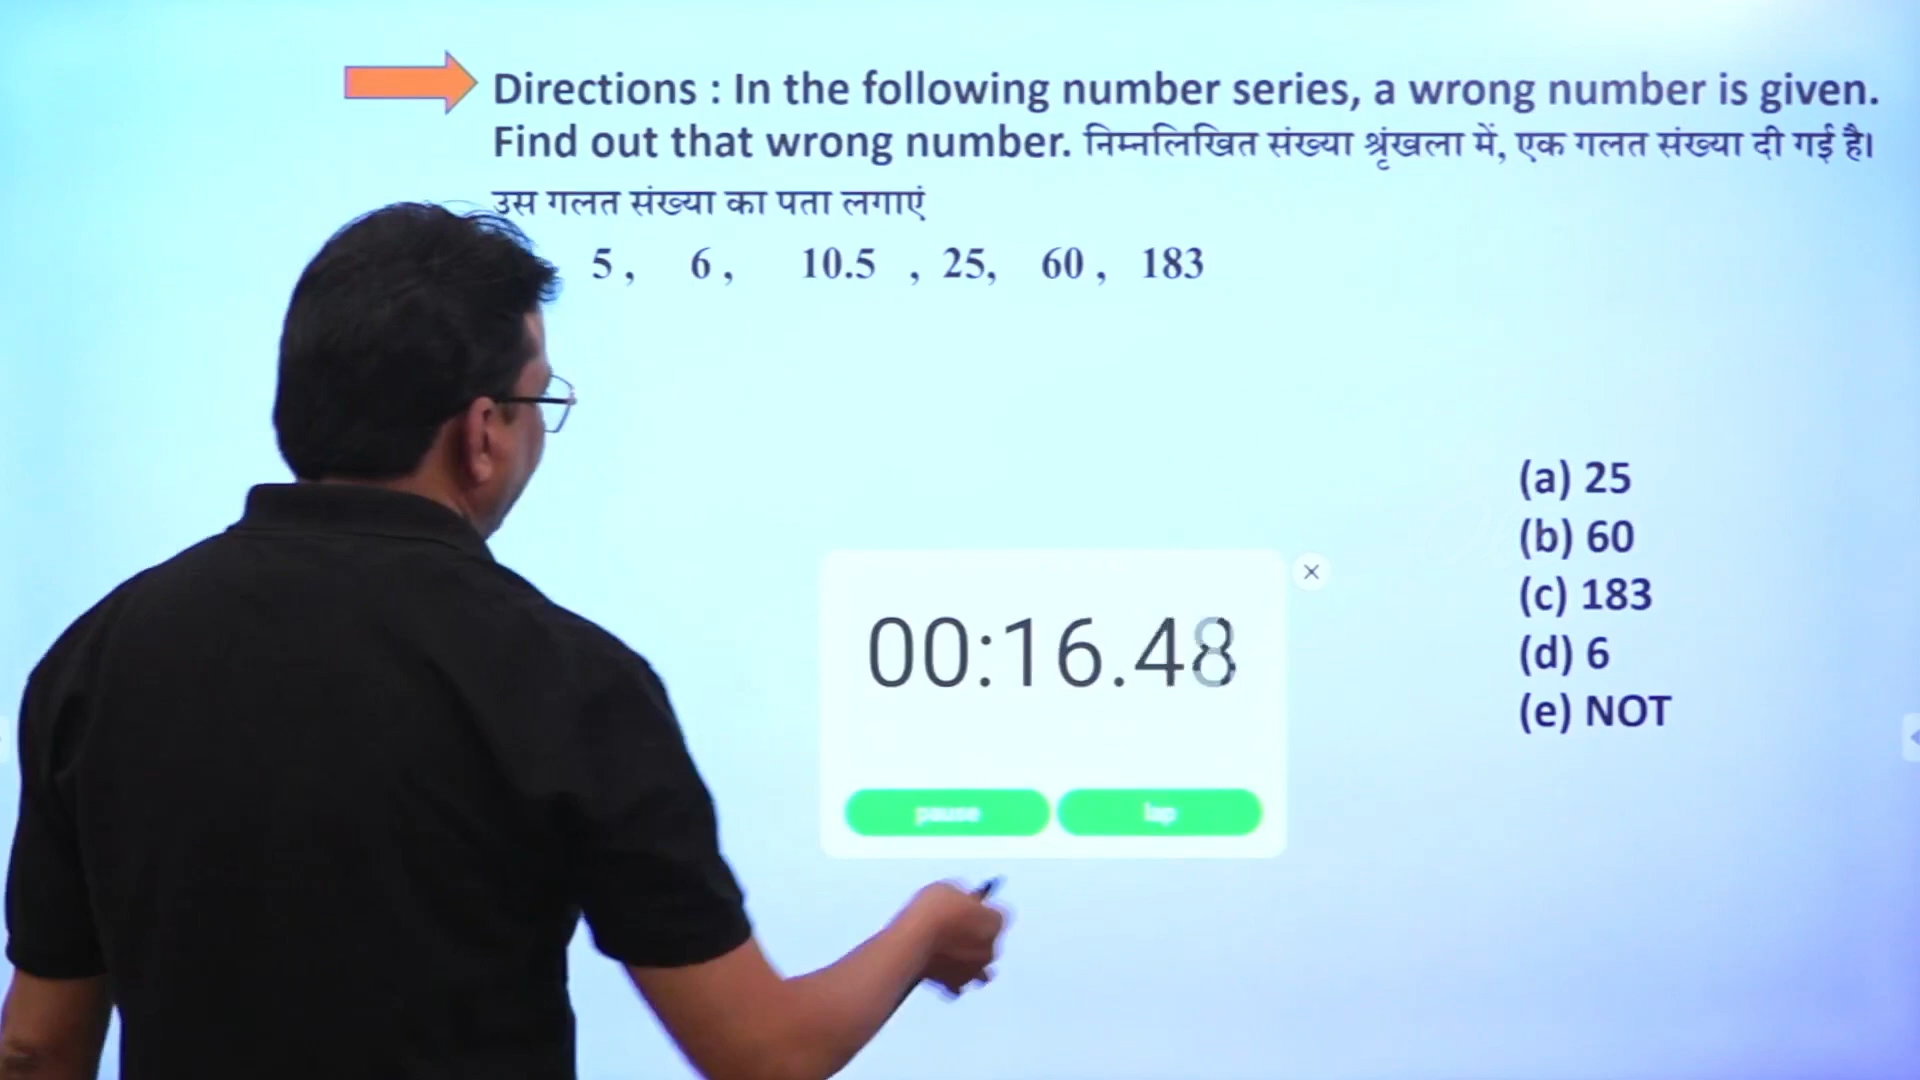 Directions : In the following number series, a wrong number is given.
Find out that wrong number. निम्नलिखित संख्या श्रृंखला में, एक गलत संख्या दी गई है।
उस गलत संख्या का पता लगाएं
5 , 6 , 10.5 , 25, 60 , 183
(a) 25
(b) 60
(c) 183
(d) 6
(e) NOT
00:16.48
pause lap